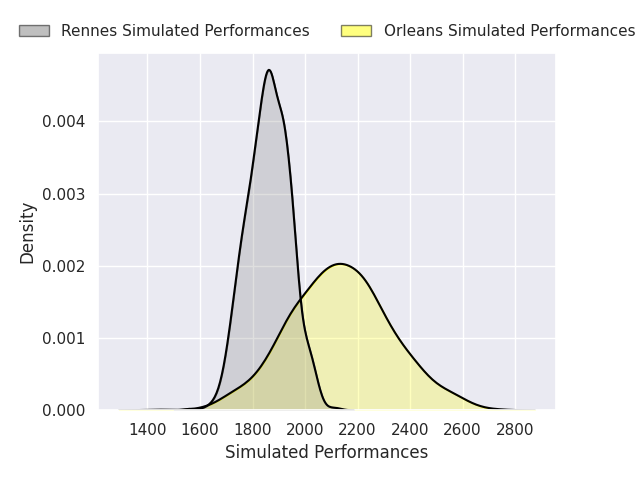 Rennes Simulated Performances
Orleans Simulated Performances
Density
0.004
0.003
0.002
0.001
0.000
1400 1600 1800 2000 2200 2400 2600 2800
Simulated Performances